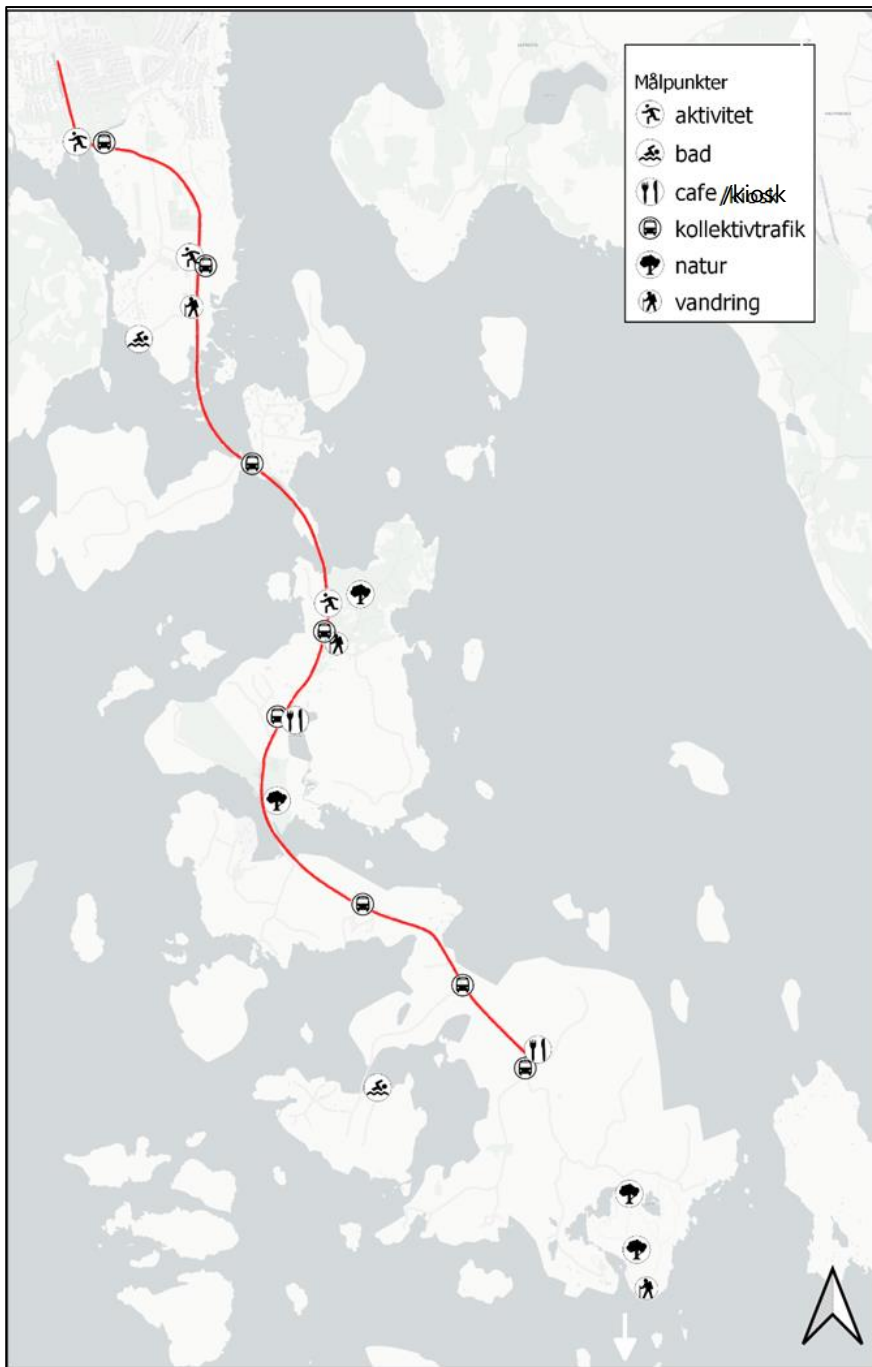 Målpunkter
aktivitet
bad
cafe /kiosk
kollektivtrafik
natur
vandring